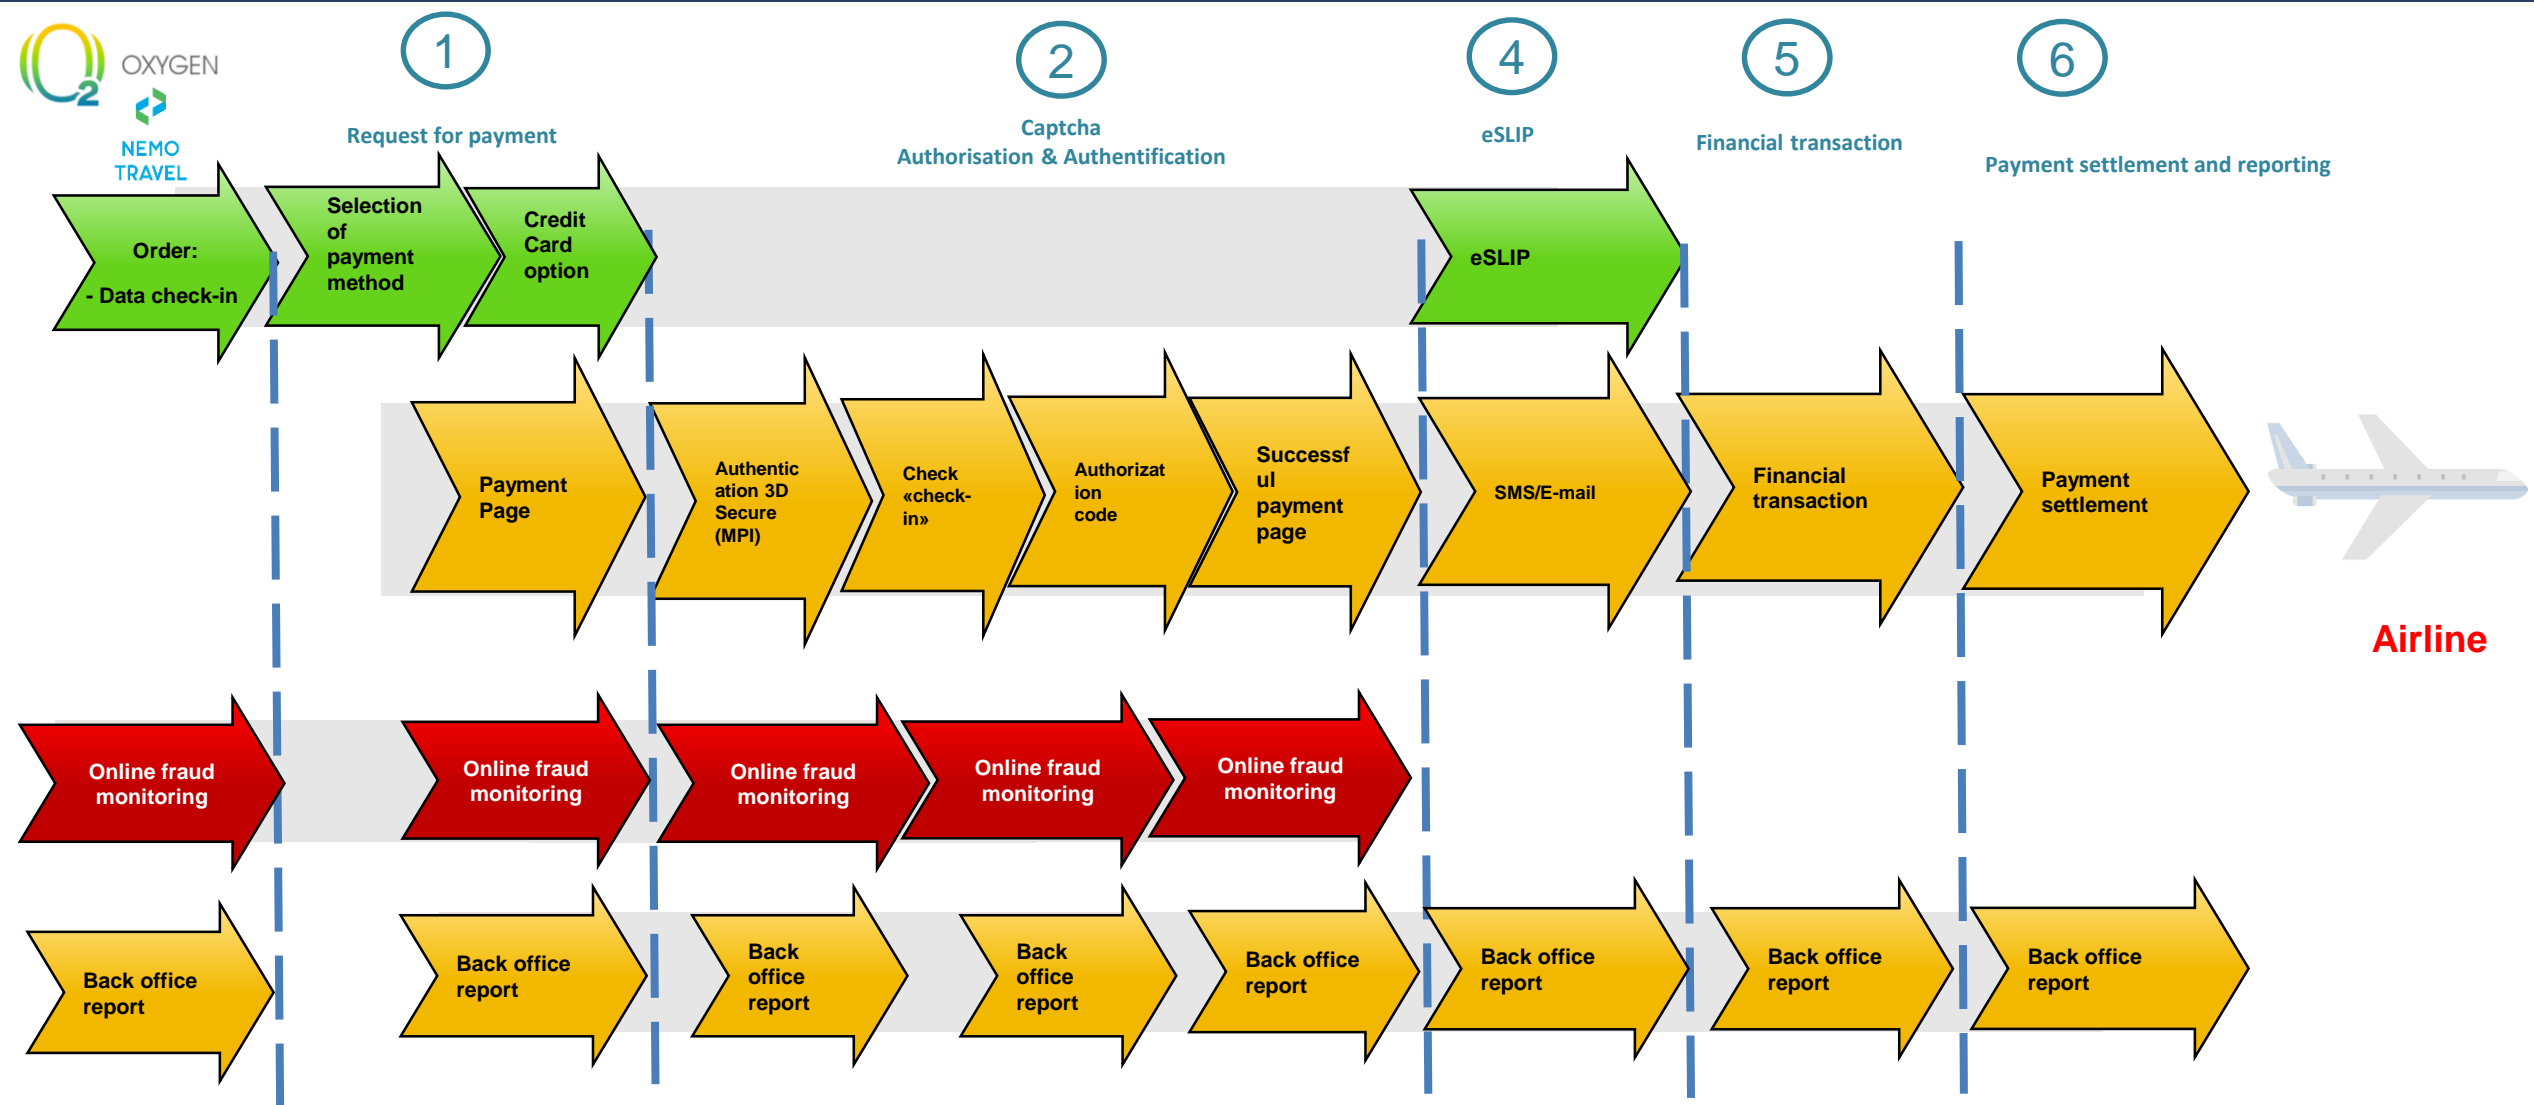 O2 OXYGEN
NEMO
TRAVEL
1
Request for payment
2
Captcha
Authorisation & Authentification
4
eSLIP
5
Financial transaction
6
Payment settlement and reporting
Order:
- Data check-in
Selection
of
payment
method
Credit
Card
option
eSLIP
Payment
Page
Authentic
ation 3D
Secure
(MPI)
Check
«check-
in»
Authorizat
ion
code
Successf
ul
payment
page
SMS/E-mail
Financial
transaction
Payment
settlement
Airline
Online fraud
monitoring
Online fraud
monitoring
Online fraud
monitoring
Online fraud
monitoring
Online fraud
monitoring
Back office
report
Back office
report
Back
office
report
Back
office
report
Back office
report
Back office
report
Back office
report
Back office
report